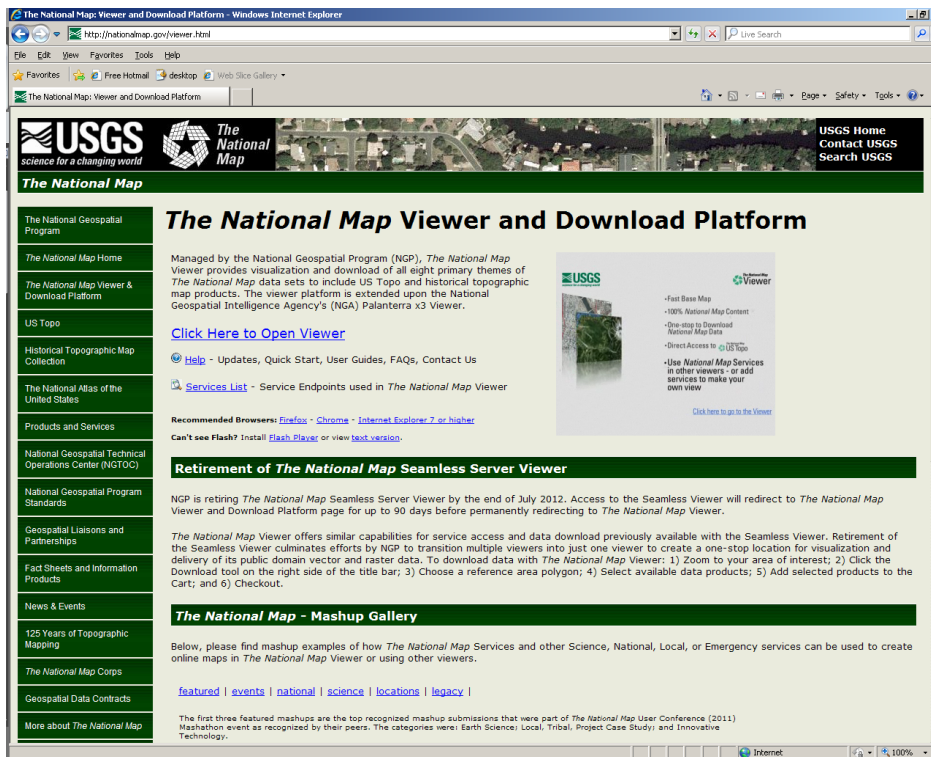 The National Map: Viewer and Download Platform - Windows Internet Explorer
http://nationalmap.gov/viewer.html
Live Search
File Edit View Favorites Tools Help
Favorites Free Hotmail desktop Web Slice Gallery
The National Map: Viewer and Download Platform
Page Safety Tools
USGS
science for a changing world
The
National
Map
USGS Home
Contact USGS
Search USGS
The National Map
The National Geospatial
Program
The National Map Home
The National Map Viewer &
Download Platform
US Topo
Historical Topographic Map
Collection
The National Atlas of the
United States
Products and Services
National Geospatial Technical
Operations Center (NGTOC)
National Geospatial Program
Standards
Geospatial Liaisons and
Partnerships
Fact Sheets and Information
Products
News & Events
125 Years of Topographic
Mapping
The National Map Corps
Geospatial Data Contracts
More about The National Map
The National Map Viewer and Download Platform
Managed by the National Geospatial Program (NGP), The National Map
Viewer provides visualization and download of all eight primary themes of
The National Map data sets to include US Topo and historical topographic
map products. The viewer platform is extended upon the National
Geospatial Intelligence Agency's (NGA) Palanterra x3 Viewer.
Click Here to Open Viewer
Help - Updates, Quick Start, User Guides, FAQs, Contact Us
Services List - Service Endpoints used in The National Map Viewer
Recommended Browsers: Firefox - Chrome - Internet Explorer 7 or higher
Can't see Flash? Install Flash Player or view text version.
USGS
The National Map
Viewer
•Fast Base Map
•100% National Map Content
•One-stop to Download
National Map Data
•Direct Access to US Topo
•Use National Map Services
in other viewers - or add
services to make your
own view
Click here to go to the Viewer
Retirement of The National Map Seamless Server Viewer
NGP is retiring The National Map Seamless Server Viewer by the end of July 2012. Access to the Seamless Viewer will redirect to The National Map
Viewer and Download Platform page for up to 90 days before permanently redirecting to The National Map Viewer.
The National Map Viewer offers similar capabilities for service access and data download previously available with the Seamless Viewer. Retirement of
the Seamless Viewer culminates efforts by NGP to transition multiple viewers into just one viewer to create a one-stop location for visualization and
delivery of its public domain vector and raster data. To download data with The National Map Viewer: 1) Zoom to your area of interest; 2) Click the
Download tool on the right side of the title bar; 3) Choose a reference area polygon; 4) Select available data products; 5) Add selected products to the
Cart; and 6) Checkout.
The National Map - Mashup Gallery
Below, please find mashup examples of how The National Map Services and other Science, National, Local, or Emergency services can be used to create
online maps in The National Map Viewer or using other viewers.
featured | events | national | science | locations | legacy |
The first three featured mashups are the top recognized mashup submissions that were part of The National Map User Conference (2011)
Mashathon event as recognized by their peers. The categories were: Earth Science; Local, Tribal, Project Case Study; and Innovative
Technology.
Internet
100%